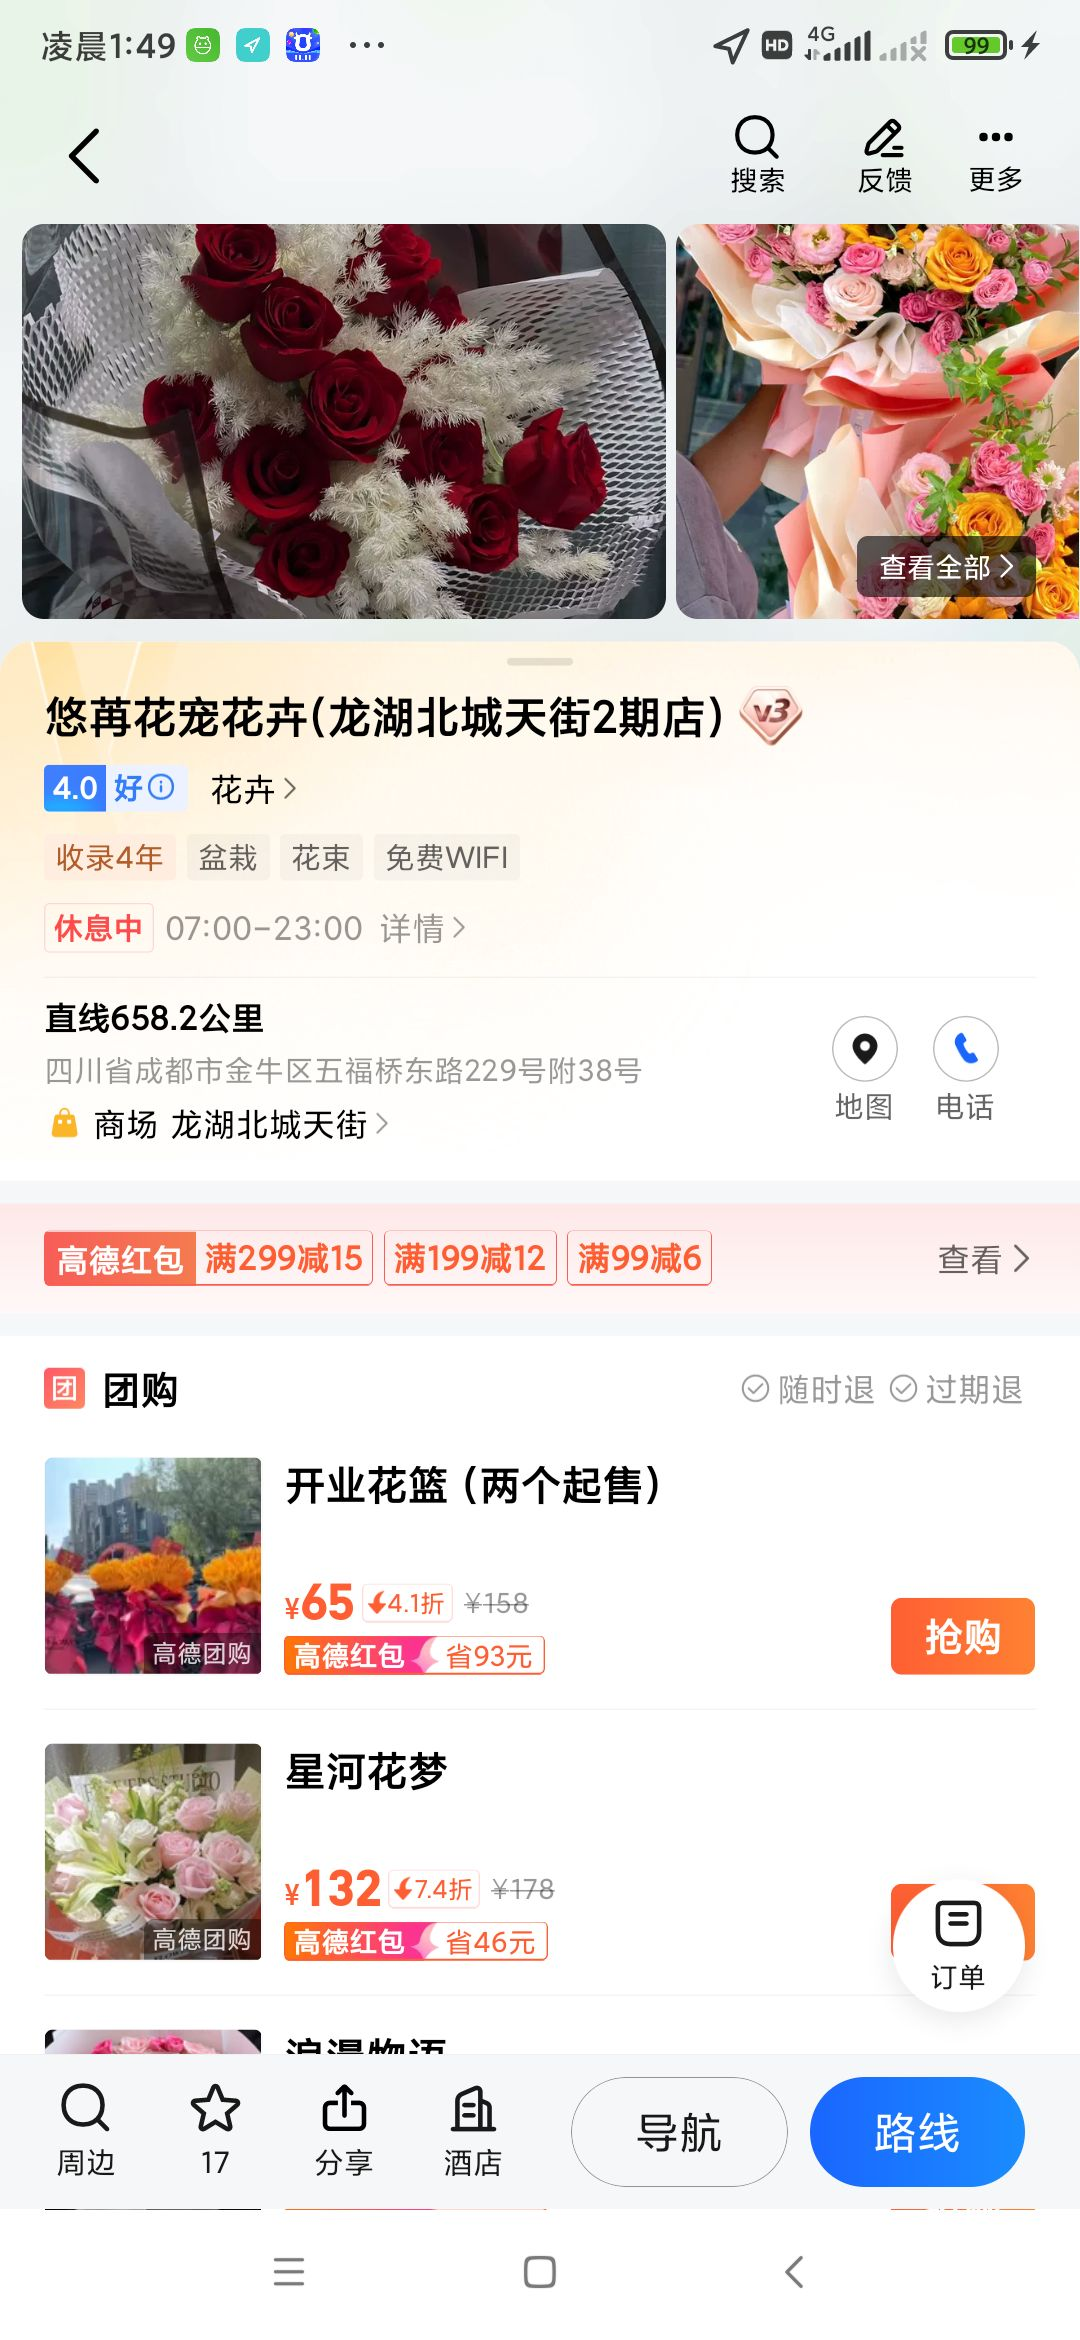 凌晨1:49
HD
4G
99
搜索
反馈
更多
查看全部
悠苒花宠花卉(龙湖北城天街2期店)
v3
4.0 好 花卉
收录4年 盆栽 花束 免费WIFI
休息中 07:00-23:00 详情
直线658.2公里
四川省成都市金牛区五福桥东路229号附38号
商场 龙湖北城天街
地图
电话
高德红包 满299减15 满199减12 满99减6 查看
团 团购 随时退 过期退
开业花篮（两个起售）
¥65 4.1折 ¥158
高德红包 省93元
抢购
高德团购
星河花梦
¥132 7.4折 ¥178
高德红包 省46元
高德团购
订单
浪漫物语
周边
17
分享
酒店
导航
路线